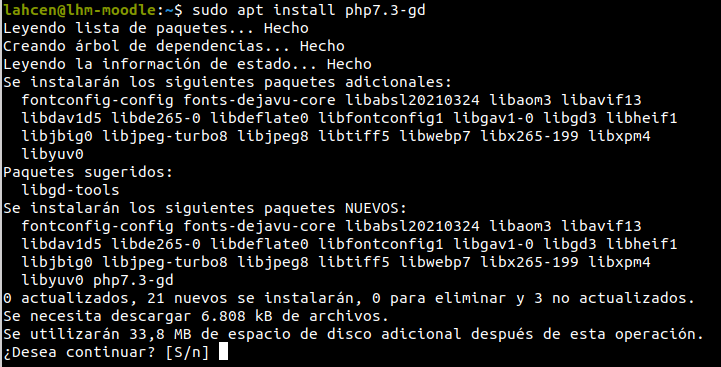 lahcen@lhm-moodle:~$ sudo apt install php7.3-gd
Leyendo lista de paquetes... Hecho
Creando árbol de dependencias... Hecho
Leyendo la información de estado... Hecho
Se instalarán los siguientes paquetes adicionales:
  fontconfig-config fonts-dejavu-core libabsl20210324 libaom3 libavif13
  libdav1d5 libde265-0 libdeflate0 libfontconfig1 libgav1-0 libgd3 libheif1
  libjbig0 libjpeg-turbo8 libjpeg8 libtiff5 libwebp7 libx265-199 libxpm4
  libyuv0
Paquetes sugeridos:
  libgd-tools
Se instalarán los siguientes paquetes NUEVOS:
  fontconfig-config fonts-dejavu-core libabsl20210324 libaom3 libavif13
  libdav1d5 libde265-0 libdeflate0 libfontconfig1 libgav1-0 libgd3 libheif1
  libjbig0 libjpeg-turbo8 libjpeg8 libtiff5 libwebp7 libx265-199 libxpm4
  libyuv0 php7.3-gd
0 actualizados, 21 nuevos se instalarán, 0 para eliminar y 3 no actualizados.
Se necesita descargar 6.808 kB de archivos.
Se utilizarán 33,8 MB de espacio de disco adicional después de esta operación.
¿Desea continuar? [S/n]